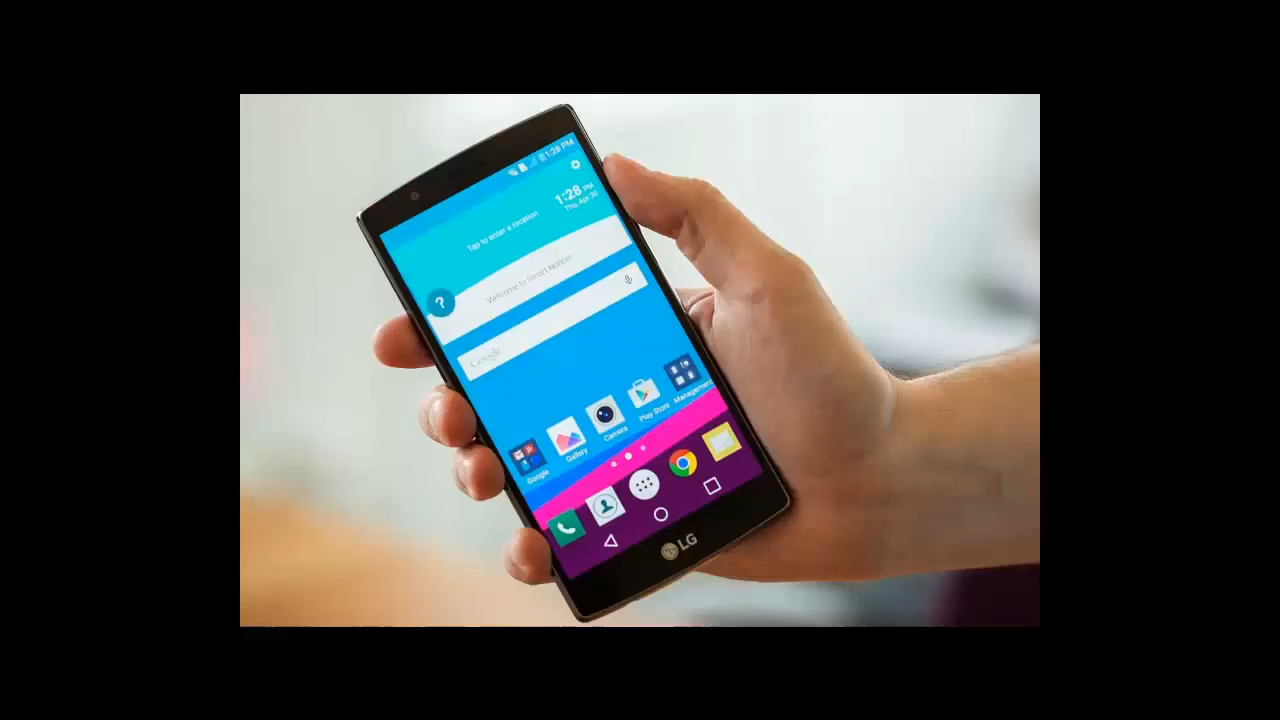 1:28 PM
1:28 PM
Thu, Apr 30
Tap to enter a location
?
Welcome to Smart Notice!
Google
Google
Gallery
Camera
Play Store
Management
LG